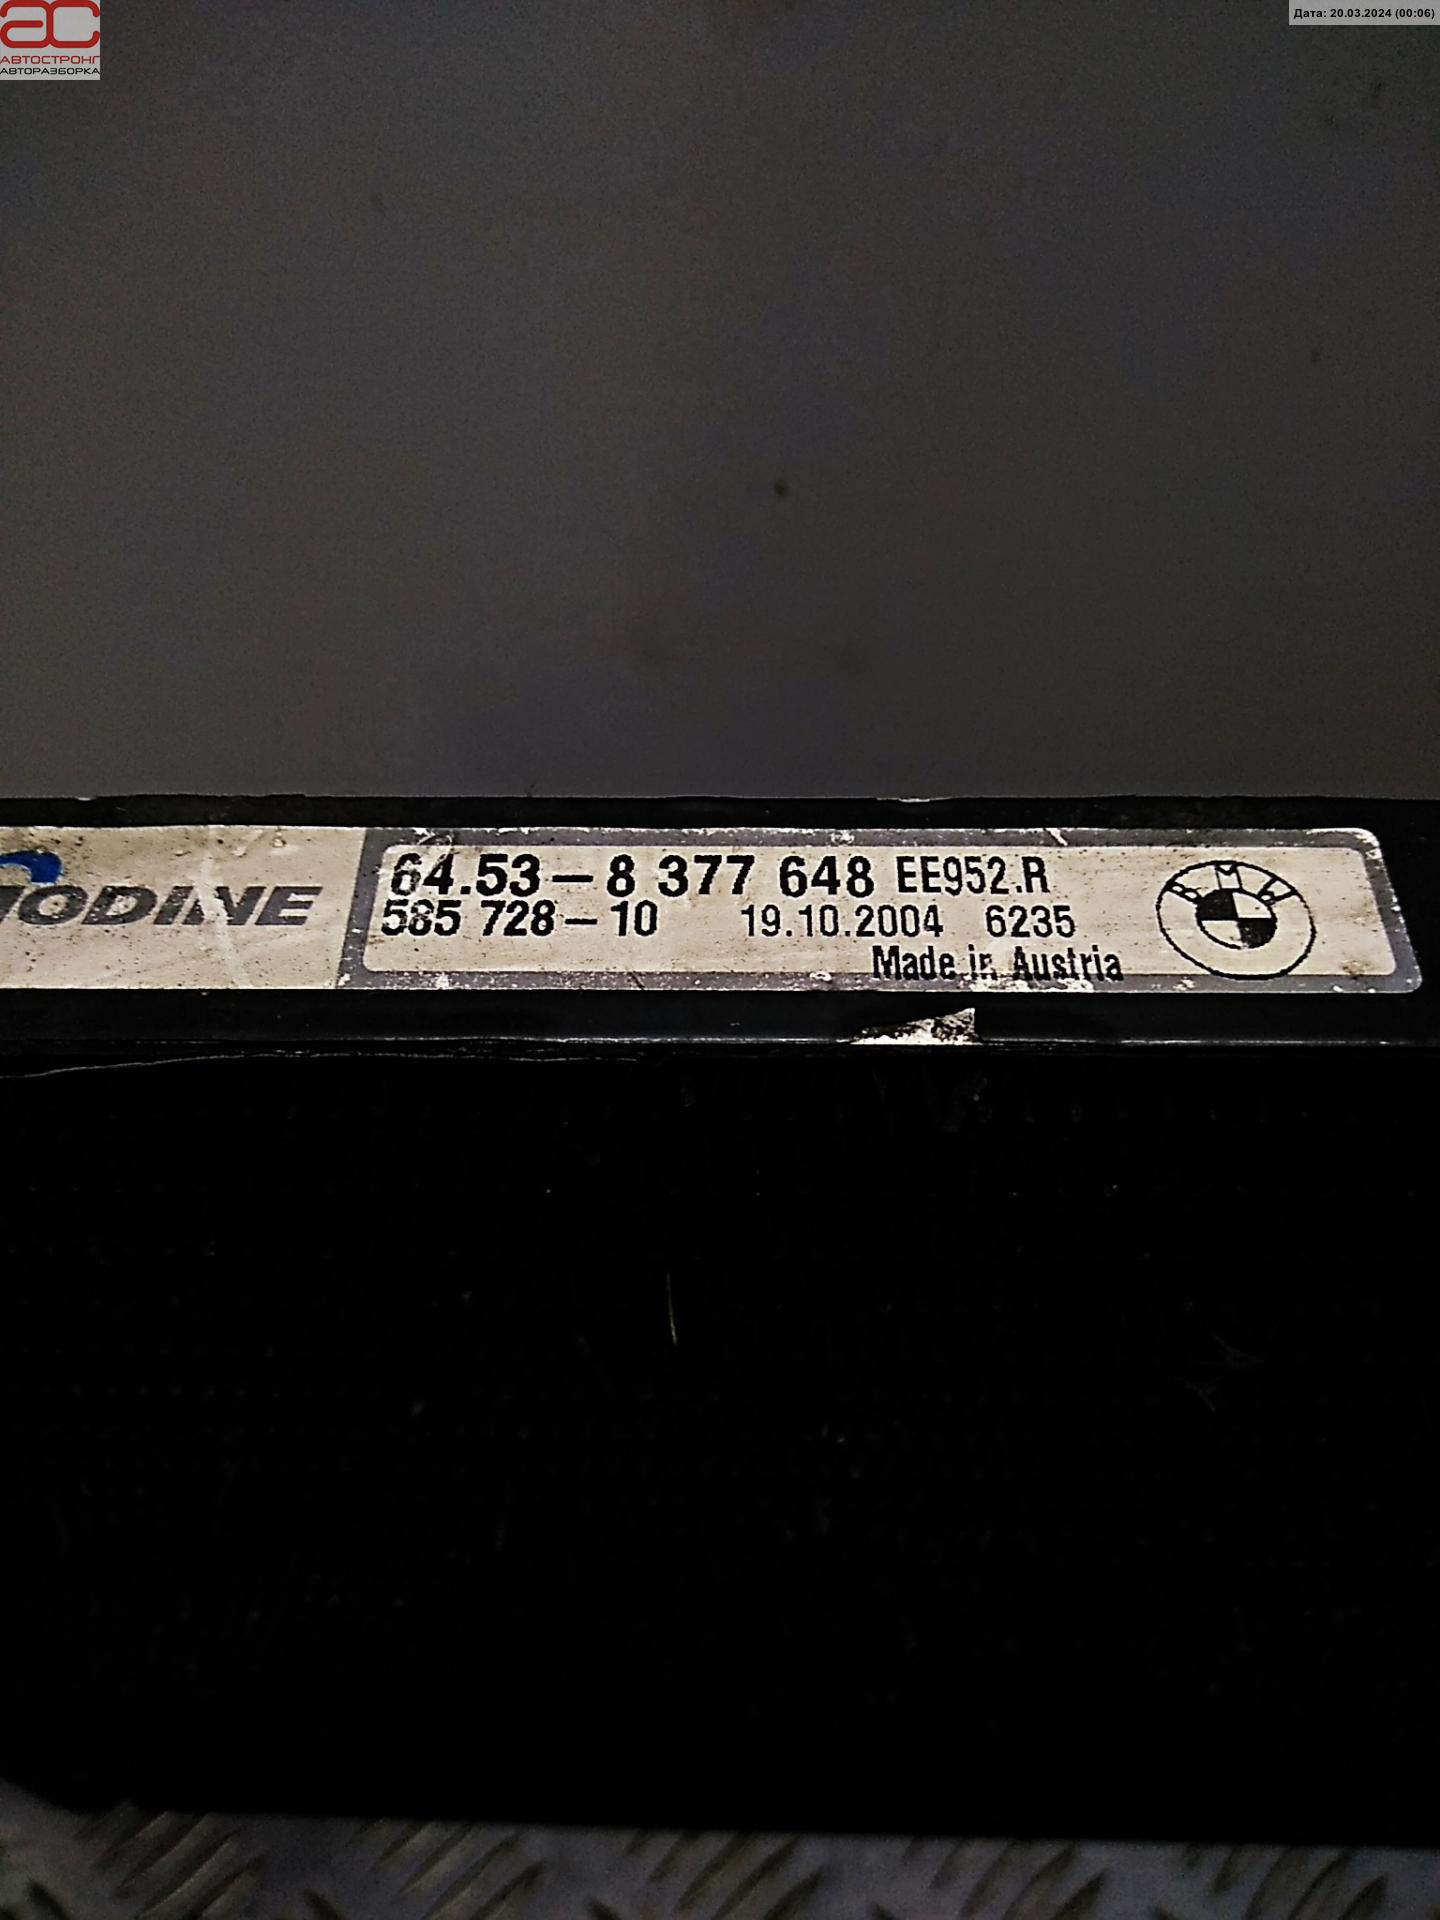 Дата: 20.03.2024 (00:06)
АВТОСТРОНГ
АВТОРАЗБОРКА
64.53-8 377 648 EE952.R
585 728-10 19.10.2004 6235
Made in Austria
BMW